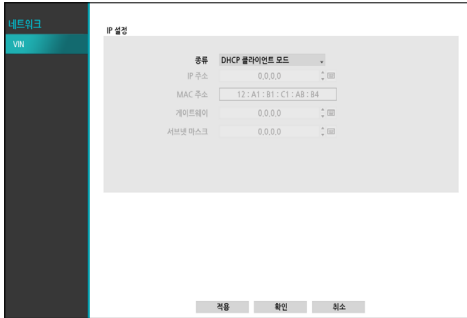 네트워크
VIN
IP 설정
종류 DHCP 클라이언트 모드
IP 주소 0,0,0,0
MAC 주소 12 : A1 : B1 : C1 : AB : B4
게이트웨이 0,0,0,0
서브넷 마스크 0,0,0,0
적용 확인 취소